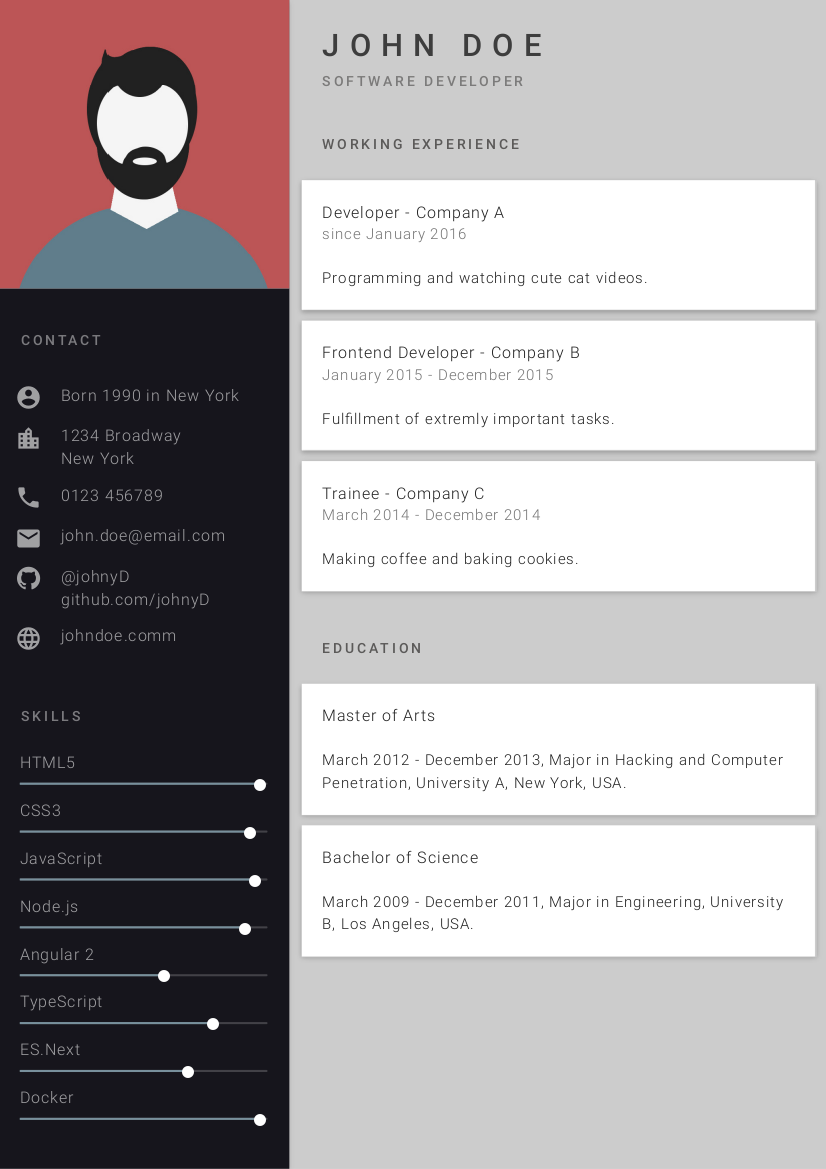 JOHN DOE
SOFTWARE DEVELOPER
WORKING EXPERIENCE
Developer - Company A
since January 2016
Programming and watching cute cat videos.
Frontend Developer - Company B
January 2015 - December 2015
Fulfillment of extremly important tasks.
Trainee - Company C
March 2014 - December 2014
Making coffee and baking cookies.
EDUCATION
Master of Arts
March 2012 - December 2013, Major in Hacking and Computer
Penetration, University A, New York, USA.
Bachelor of Science
March 2009 - December 2011, Major in Engineering, University
B, Los Angeles, USA.
CONTACT
Born 1990 in New York
1234 Broadway
New York
0123 456789
john.doe@email.com
@johnyD
github.com/johnyD
johndoe.comm
SKILLS
HTML5
CSS3
JavaScript
Node.js
Angular 2
TypeScript
ES.Next
Docker